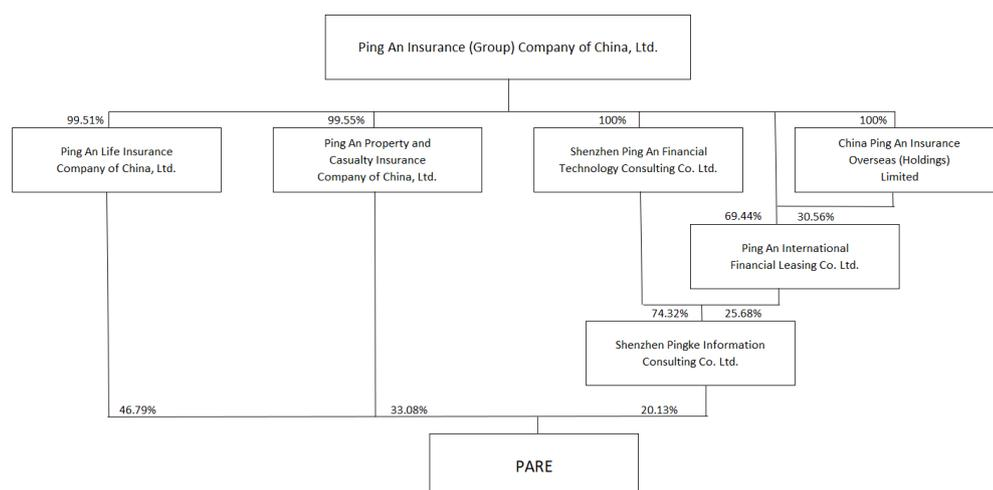 Ping An Insurance (Group) Company of China, Ltd.
99.51%
99.55%
100%
100%
Ping An Life Insurance
Company of China, Ltd.
Ping An Property and
Casualty Insurance
Company of China, Ltd.
Shenzhen Ping An Financial
Technology Consulting Co. Ltd.
China Ping An Insurance
Overseas (Holdings)
Limited
69.44%
30.56%
Ping An International
Financial Leasing Co. Ltd.
74.32%
25.68%
Shenzhen Pingke Information
Consulting Co. Ltd.
46.79%
33.08%
20.13%
PARE